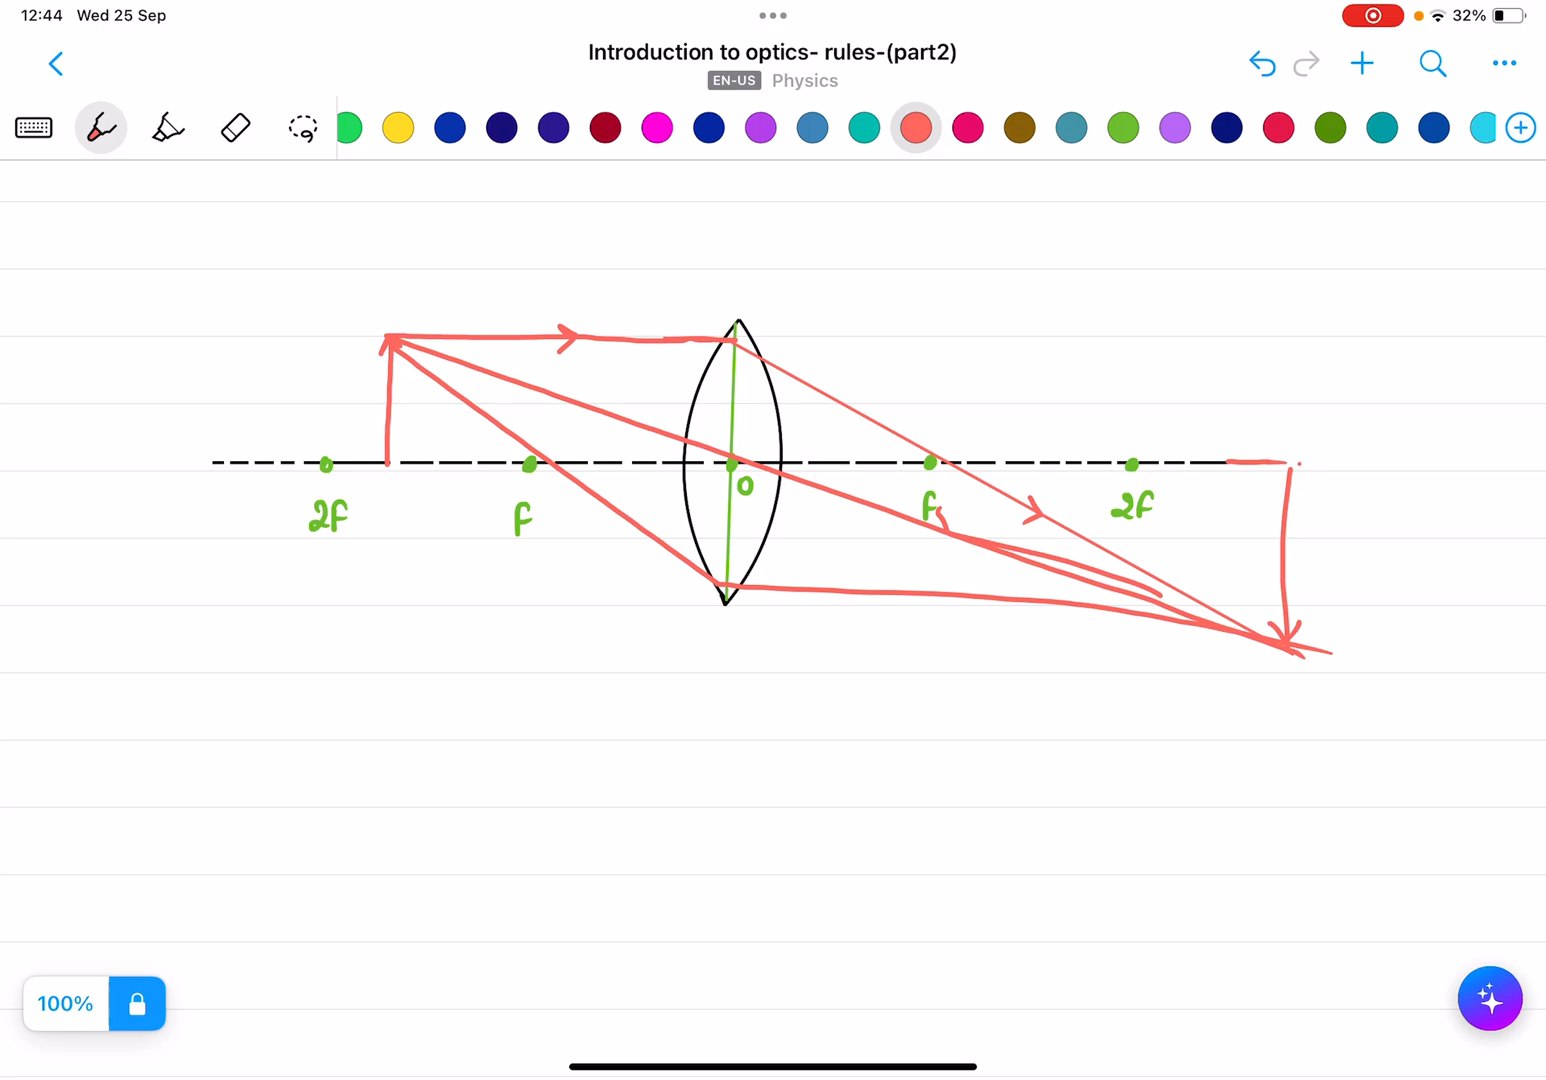 12:44 Wed 25 Sep
32%
Introduction to optics- rules-(part2)
EN-US Physics
2F F O F 2F
100%